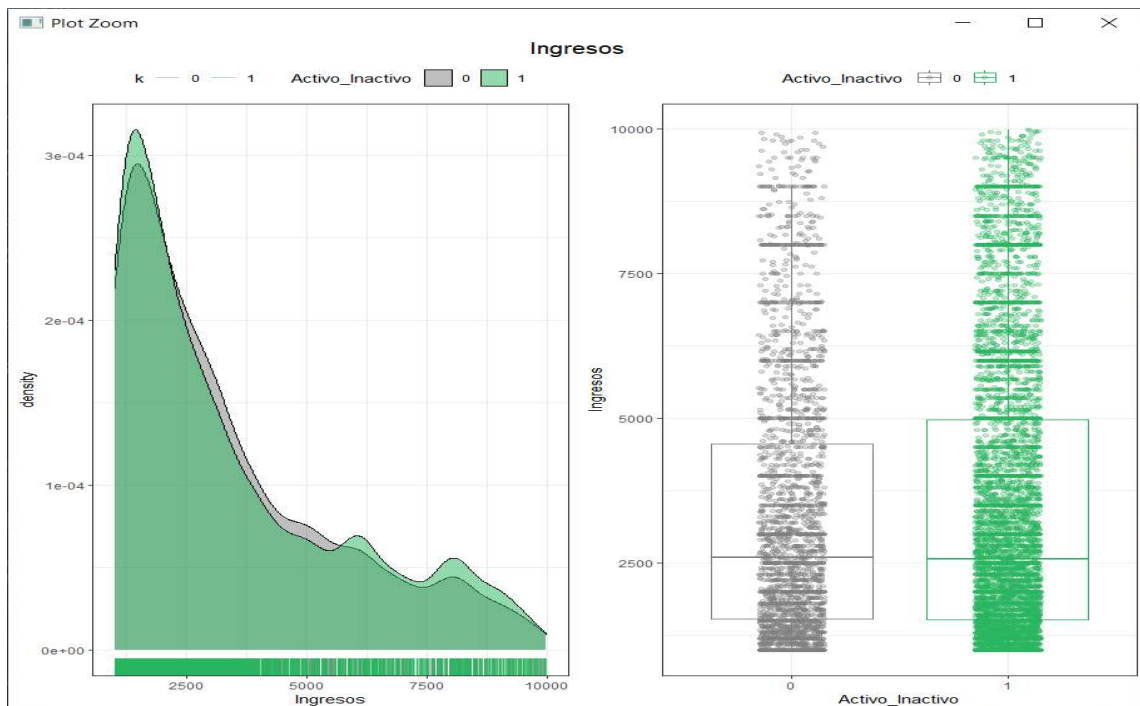 Plot Zoom
Ingresos
k 0 1 Activo_Inactivo 0 1
3e-04
2e-04
1e-04
0e+00
density
2500 5000 7500 10000
Ingresos
Activo_Inactivo 0 1
10000
7500
5000
2500
Ingresos
0 1
Activo_Inactivo